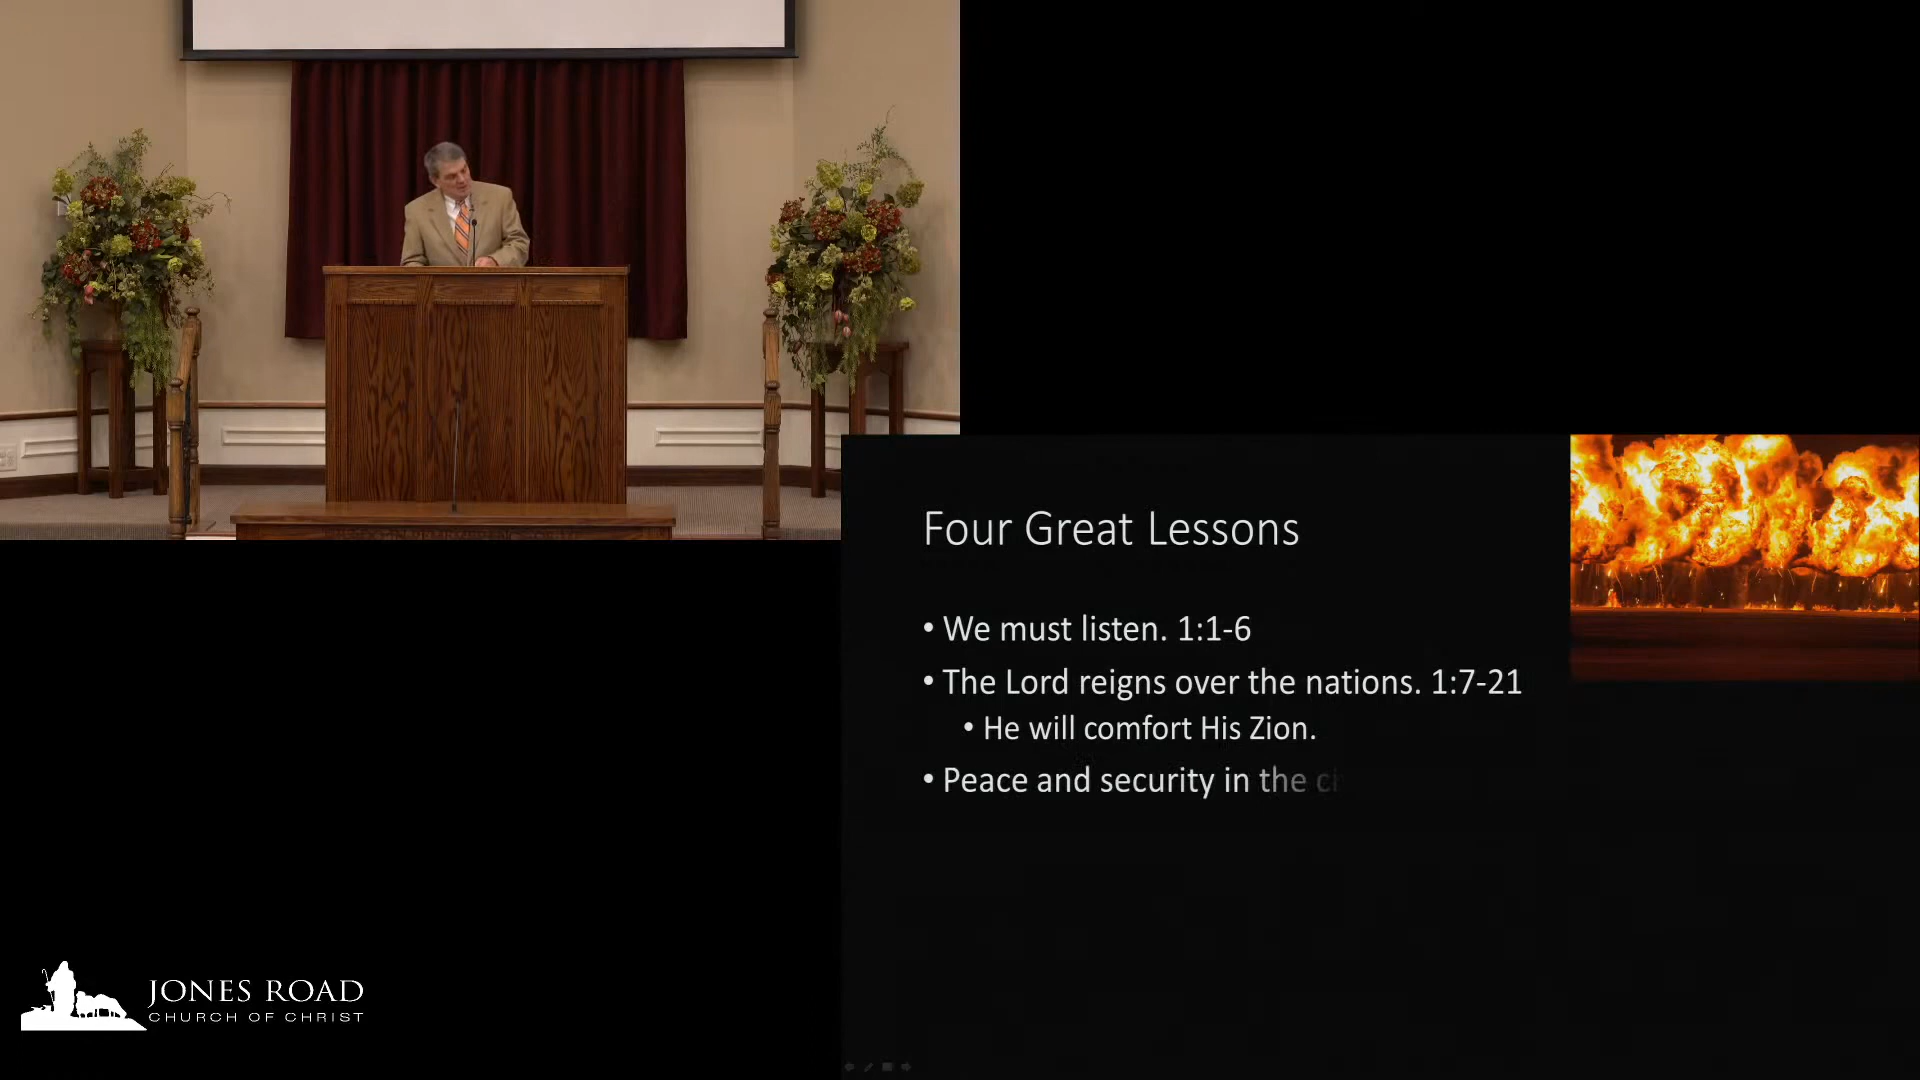 Four Great Lessons
• We must listen. 1:1-6
• The Lord reigns over the nations. 1:7-21
• He will comfort His Zion.
• Peace and security in the
JONES ROAD
CHURCH OF CHRIST